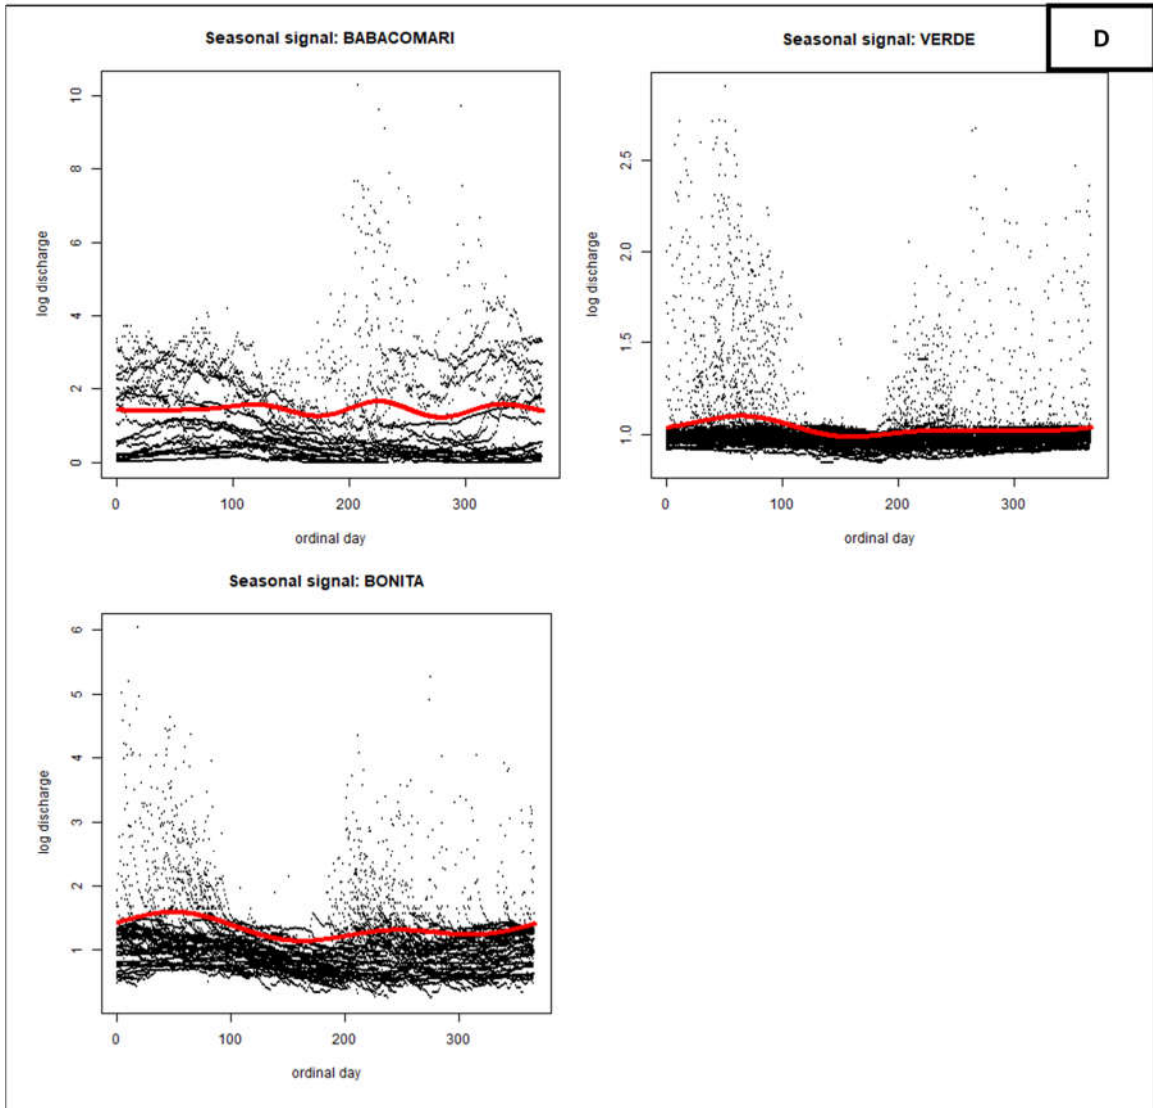 Seasonal signal: BABACOMARI
log discharge
10
8
6
4
2
0
0 100 200 300
ordinal day
Seasonal signal: VERDE
D
log discharge
2.5
2.0
1.5
1.0
0 100 200 300
ordinal day
Seasonal signal: BONITA
log discharge
6
5
4
3
2
1
0 100 200 300
ordinal day